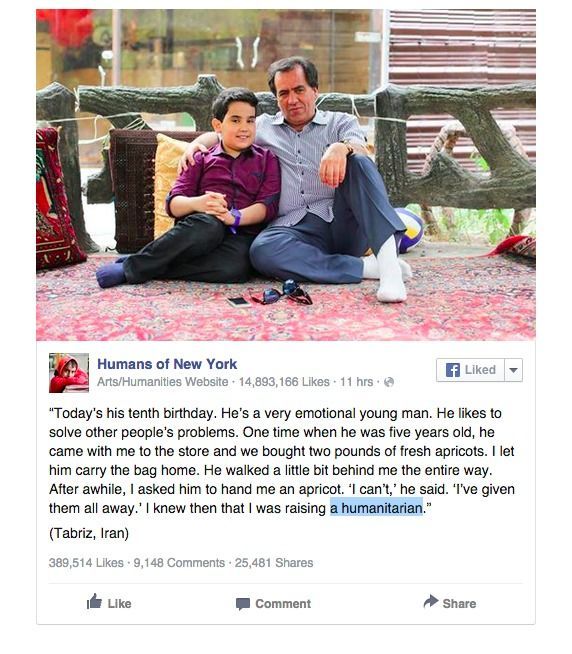 Humans of New York
Arts/Humanities Website · 14,893,166 Likes · 11 hrs ·
Liked
“Today's his tenth birthday. He's a very emotional young man. He likes to
solve other people's problems. One time when he was five years old, he
came with me to the store and we bought two pounds of fresh apricots. I let
him carry the bag home. He walked a little bit behind me the entire way.
After awhile, I asked him to hand me an apricot. ‘I can't,’ he said. ‘I've given
them all away.’ I knew then that I was raising a humanitarian.”
(Tabriz, Iran)
389,514 Likes · 9,148 Comments · 25,481 Shares
Like Comment Share